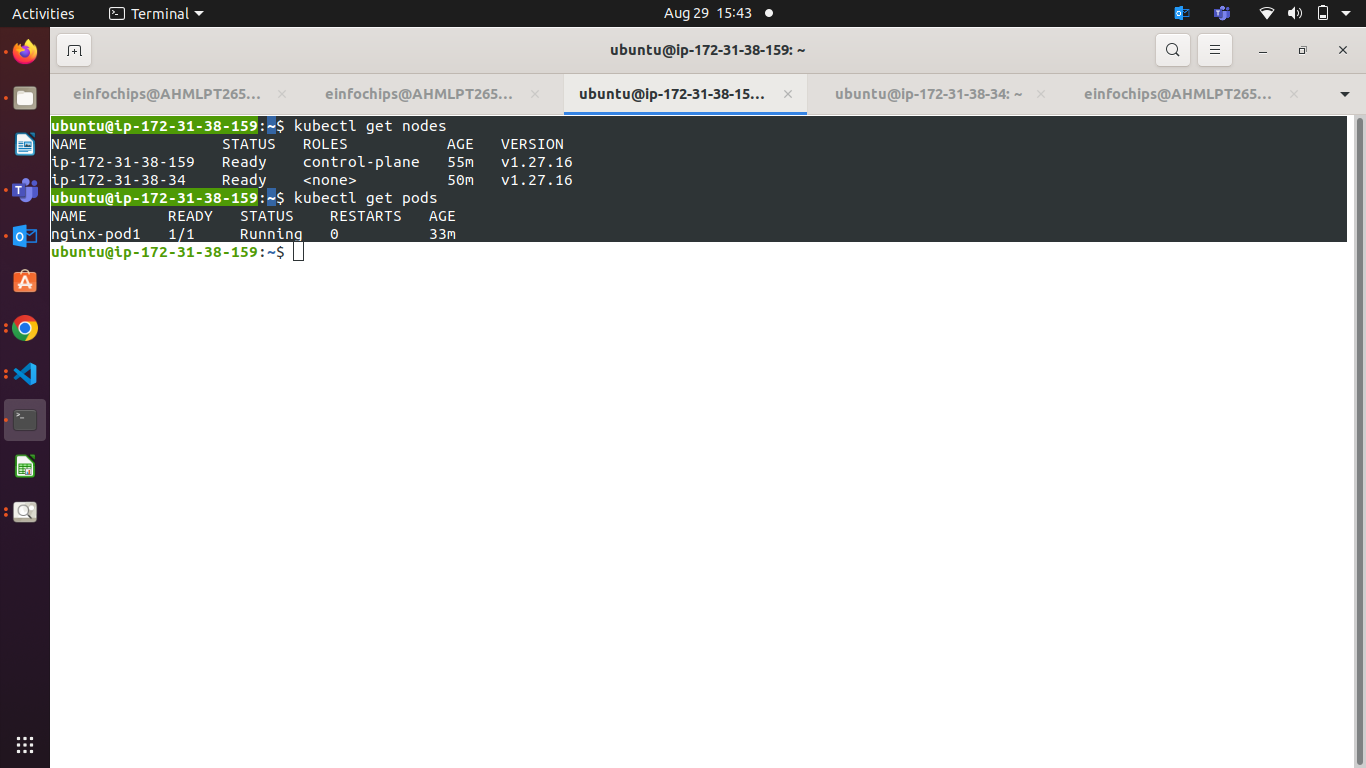 Activities Terminal Aug 29 15:43
ubuntu@ip-172-31-38-159: ~
einfochips@AHMLPT265... einfochips@AHMLPT265... ubuntu@ip-172-31-38-15... ubuntu@ip-172-31-38-34: ~ einfochips@AHMLPT265...
ubuntu@ip-172-31-38-159:~$ kubectl get nodes
NAME STATUS ROLES AGE VERSION
ip-172-31-38-159 Ready control-plane 55m v1.27.16
ip-172-31-38-34 Ready <none> 50m v1.27.16
ubuntu@ip-172-31-38-159:~$ kubectl get pods
NAME READY STATUS RESTARTS AGE
nginx-pod1 1/1 Running 0 33m
ubuntu@ip-172-31-38-159:~$